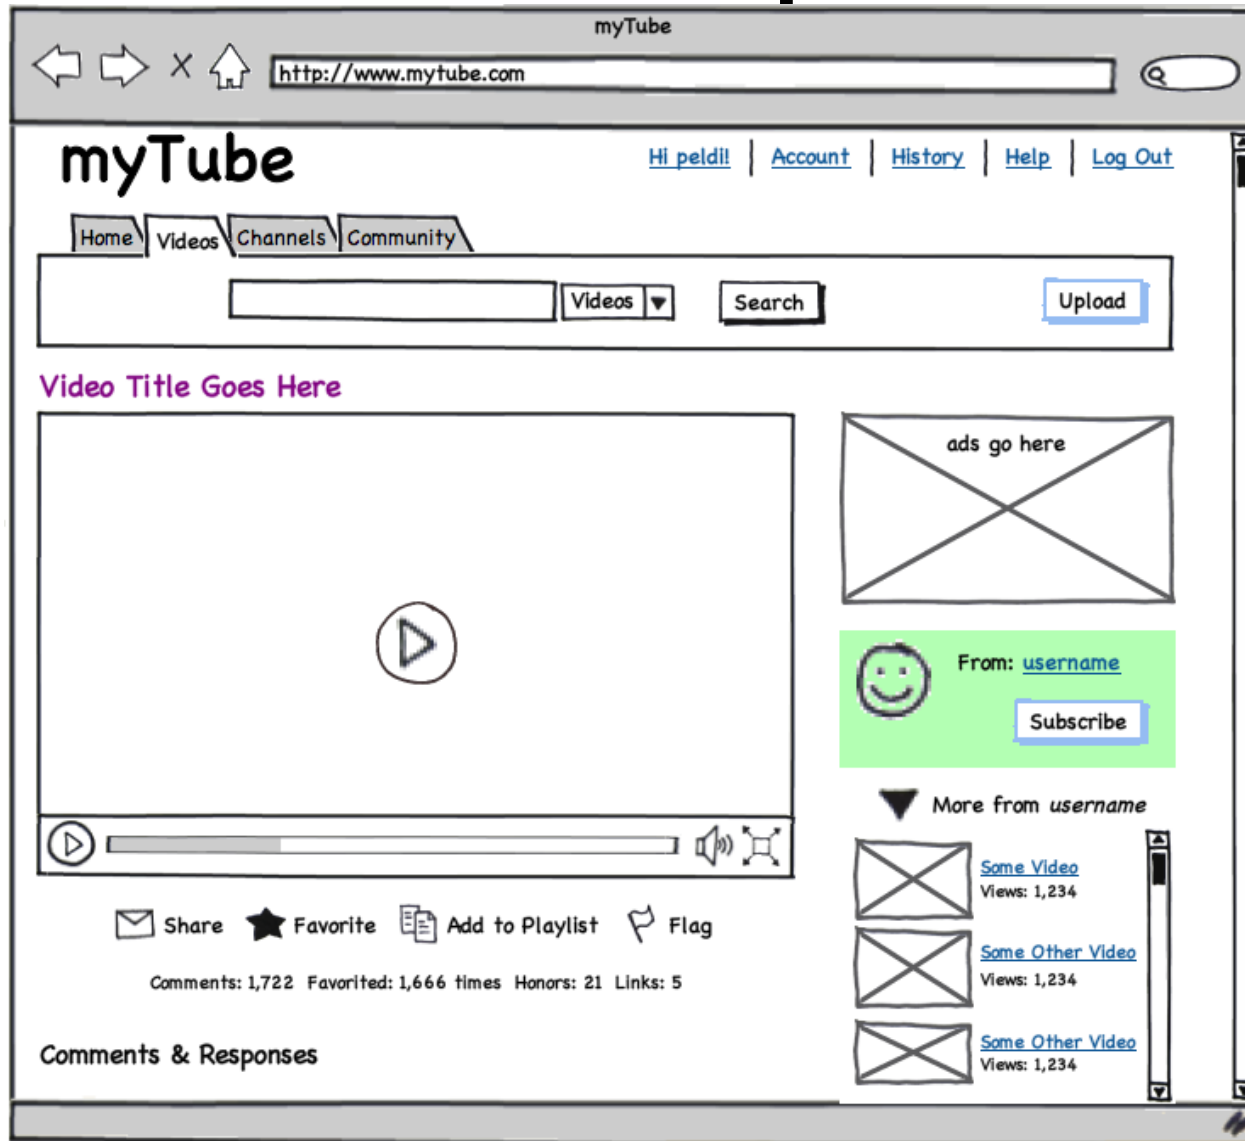 myTube
http://www.mytube.com
myTube
Hi peldi! Account History Help Log Out
Home Videos Channels Community
Videos Search Upload
Video Title Goes Here
ads go here
From: username
Subscribe
More from username
Some Video
Views: 1,234
Some Other Video
Views: 1,234
Some Other Video
Views: 1,234
Share Favorite Add to Playlist Flag
Comments: 1,722 Favorited: 1,666 times Honors: 21 Links: 5
Comments & Responses